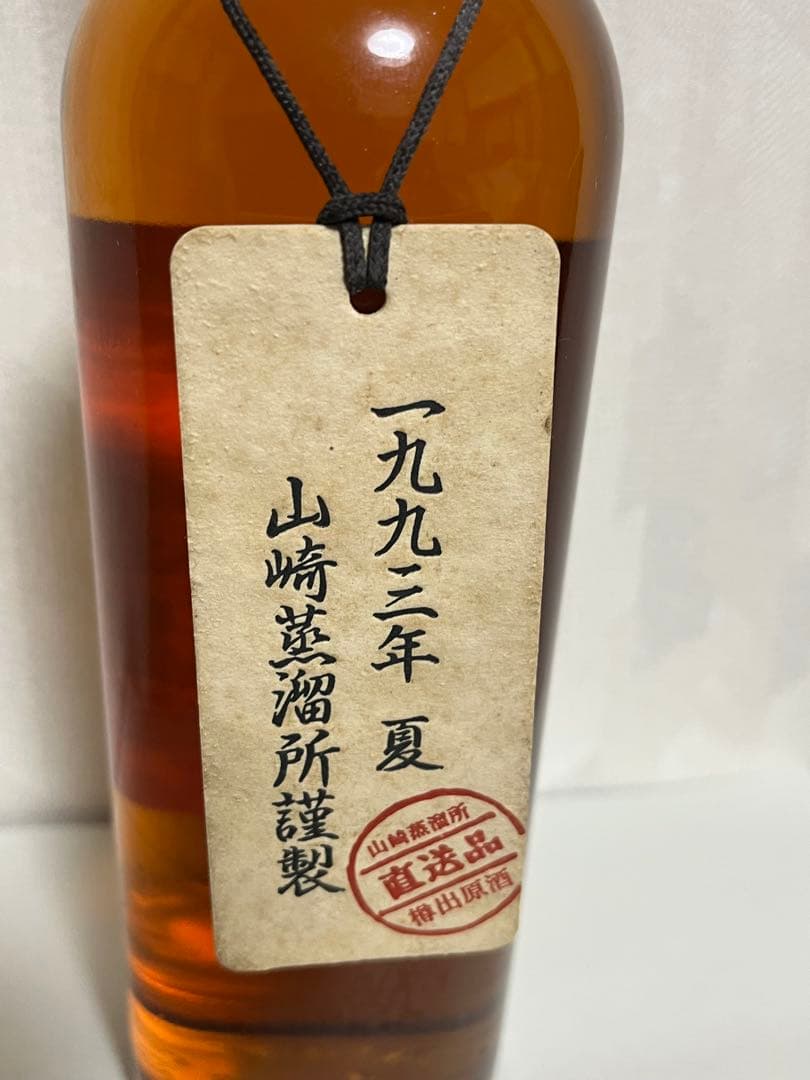 一九九三年 夏
山崎蒸溜所謹製
山崎蒸溜所
直送品
樽出原酒